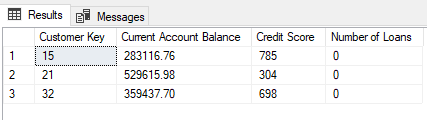 Results Messages
Customer Key Current Account Balance Credit Score Number of Loans
1 15 283116.76 785 0
2 21 529615.98 304 0
3 32 359437.70 698 0